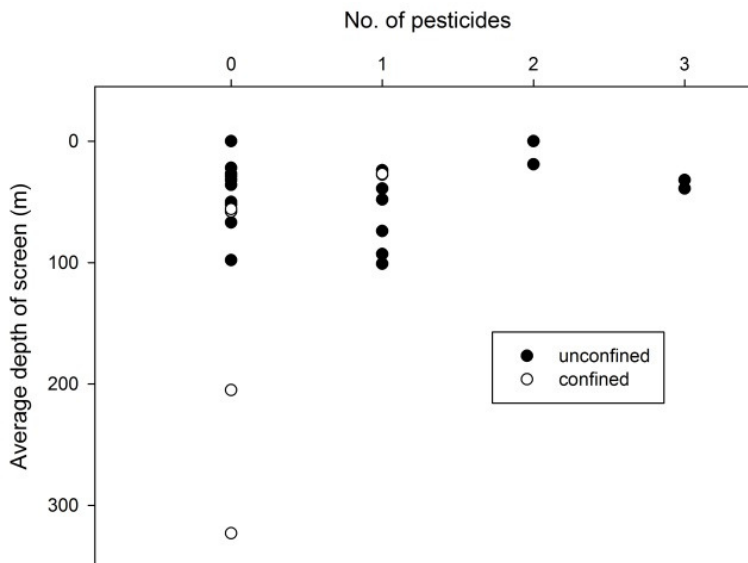 No. of pesticides
0 1 2 3
Average depth of screen (m)
0
100
200
300
unconfined
confined